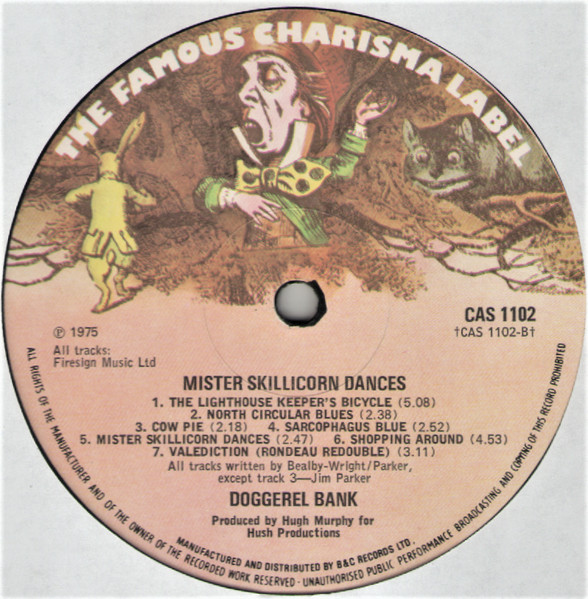 THE FAMOUS CHARISMA LABEL
CAS 1102
†CAS 1102-B†
℗ 1975
All tracks:
Firesign Music Ltd
MISTER SKILLICORN DANCES
1. THE LIGHTHOUSE KEEPER'S BICYCLE (5.08)
2. NORTH CIRCULAR BLUES (2.38)
3. COW PIE (2.18) 4. SARCOPHAGUS BLUE (2.52)
5. MISTER SKILLICORN DANCES (2.47) 6. SHOPPING AROUND (4.53)
7. VALEDICTION (RONDEAU REDOUBLE) (3.11)
All tracks written by Bealby-Wright/Parker,
except track 3—Jim Parker
DOGGEREL BANK
Produced by Hugh Murphy for
Hush Productions
MANUFACTURED AND DISTRIBUTED BY B&C RECORDS LTD.
ALL RIGHTS OF THE MANUFACTURER AND OF THE OWNER OF THE RECORDED WORK RESERVED - UNAUTHORISED PUBLIC PERFORMANCE BROADCASTING AND COPYING OF THIS RECORD PROHIBITED